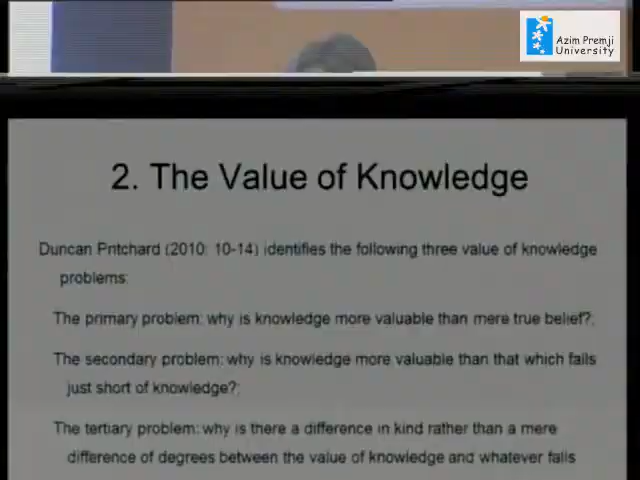 Azim Premji
University
2. The Value of Knowledge
Duncan Pritchard (2010: 10-14) identifies the following three value of knowledge
problems:
The primary problem: why is knowledge more valuable than mere true belief?;
The secondary problem: why is knowledge more valuable than that which falls
just short of knowledge?;
The tertiary problem: why is there a difference in kind rather than a mere
difference of degrees between the value of knowledge and whatever falls